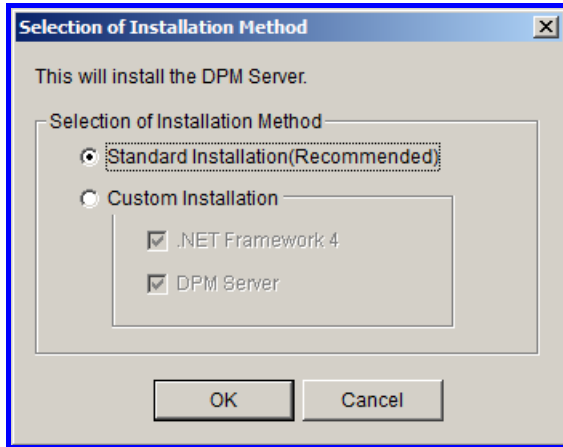 Selection of Installation Method
This will install the DPM Server.
Selection of Installation Method
Standard Installation(Recommended)
Custom Installation
.NET Framework 4
DPM Server
OK
Cancel